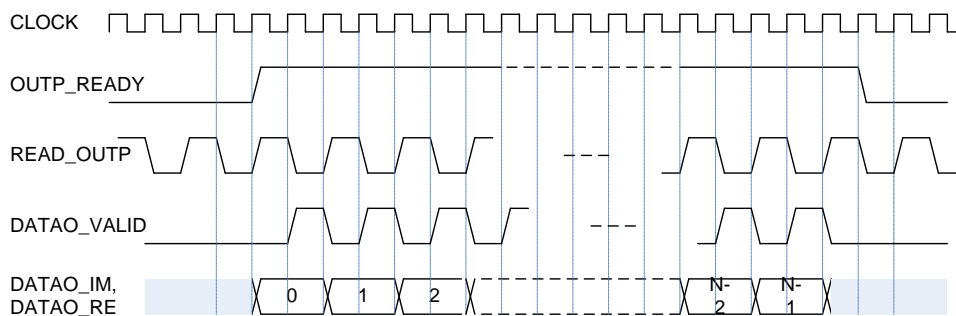 CLOCK
OUTP_READY
READ_OUTP
DATAO_VALID
DATAO_IM,
DATAO_RE
0
1
2
N-
2
N-
1